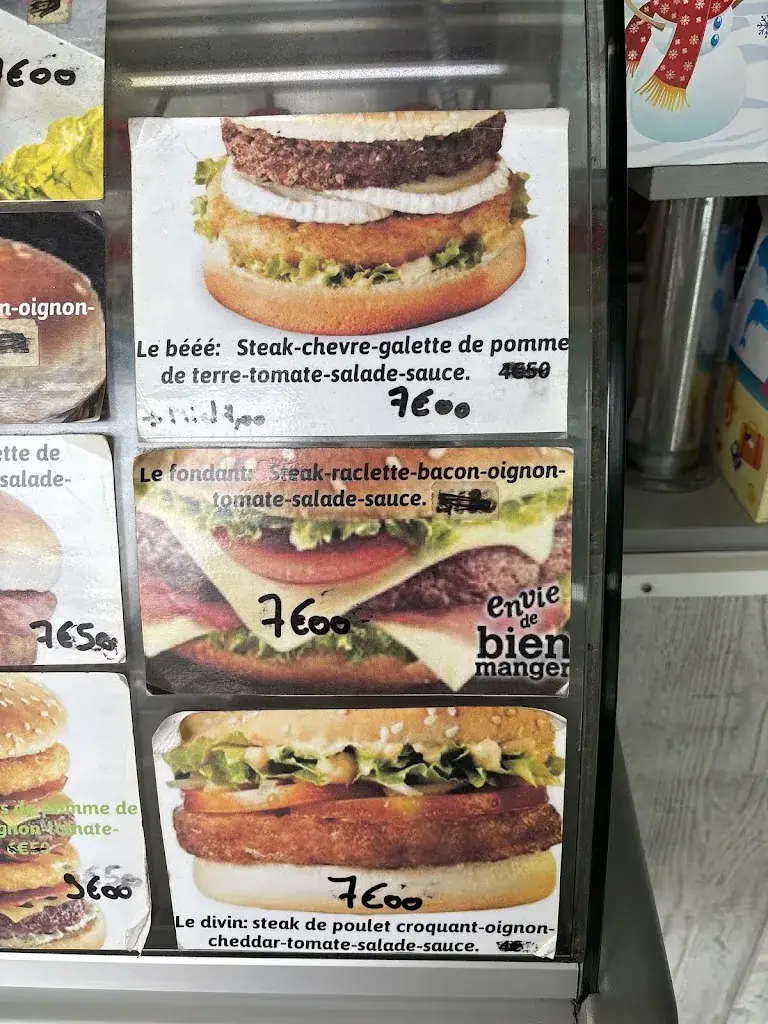 7€00
n-oignon-
ette de
salade-
7€50
s de pomme de
gnon-tomate-
9€00
Le bééé: Steak-chevre-galette de pomme
de terre-tomate-salade-sauce. 4€50
7€00
+ miel
Le fondant: Steak-raclette-bacon-oignon-
tomate-salade-sauce.
7€00
envie
de
bien
manger
7€00
Le divin: steak de poulet croquant-oignon-
cheddar-tomate-salade-sauce.